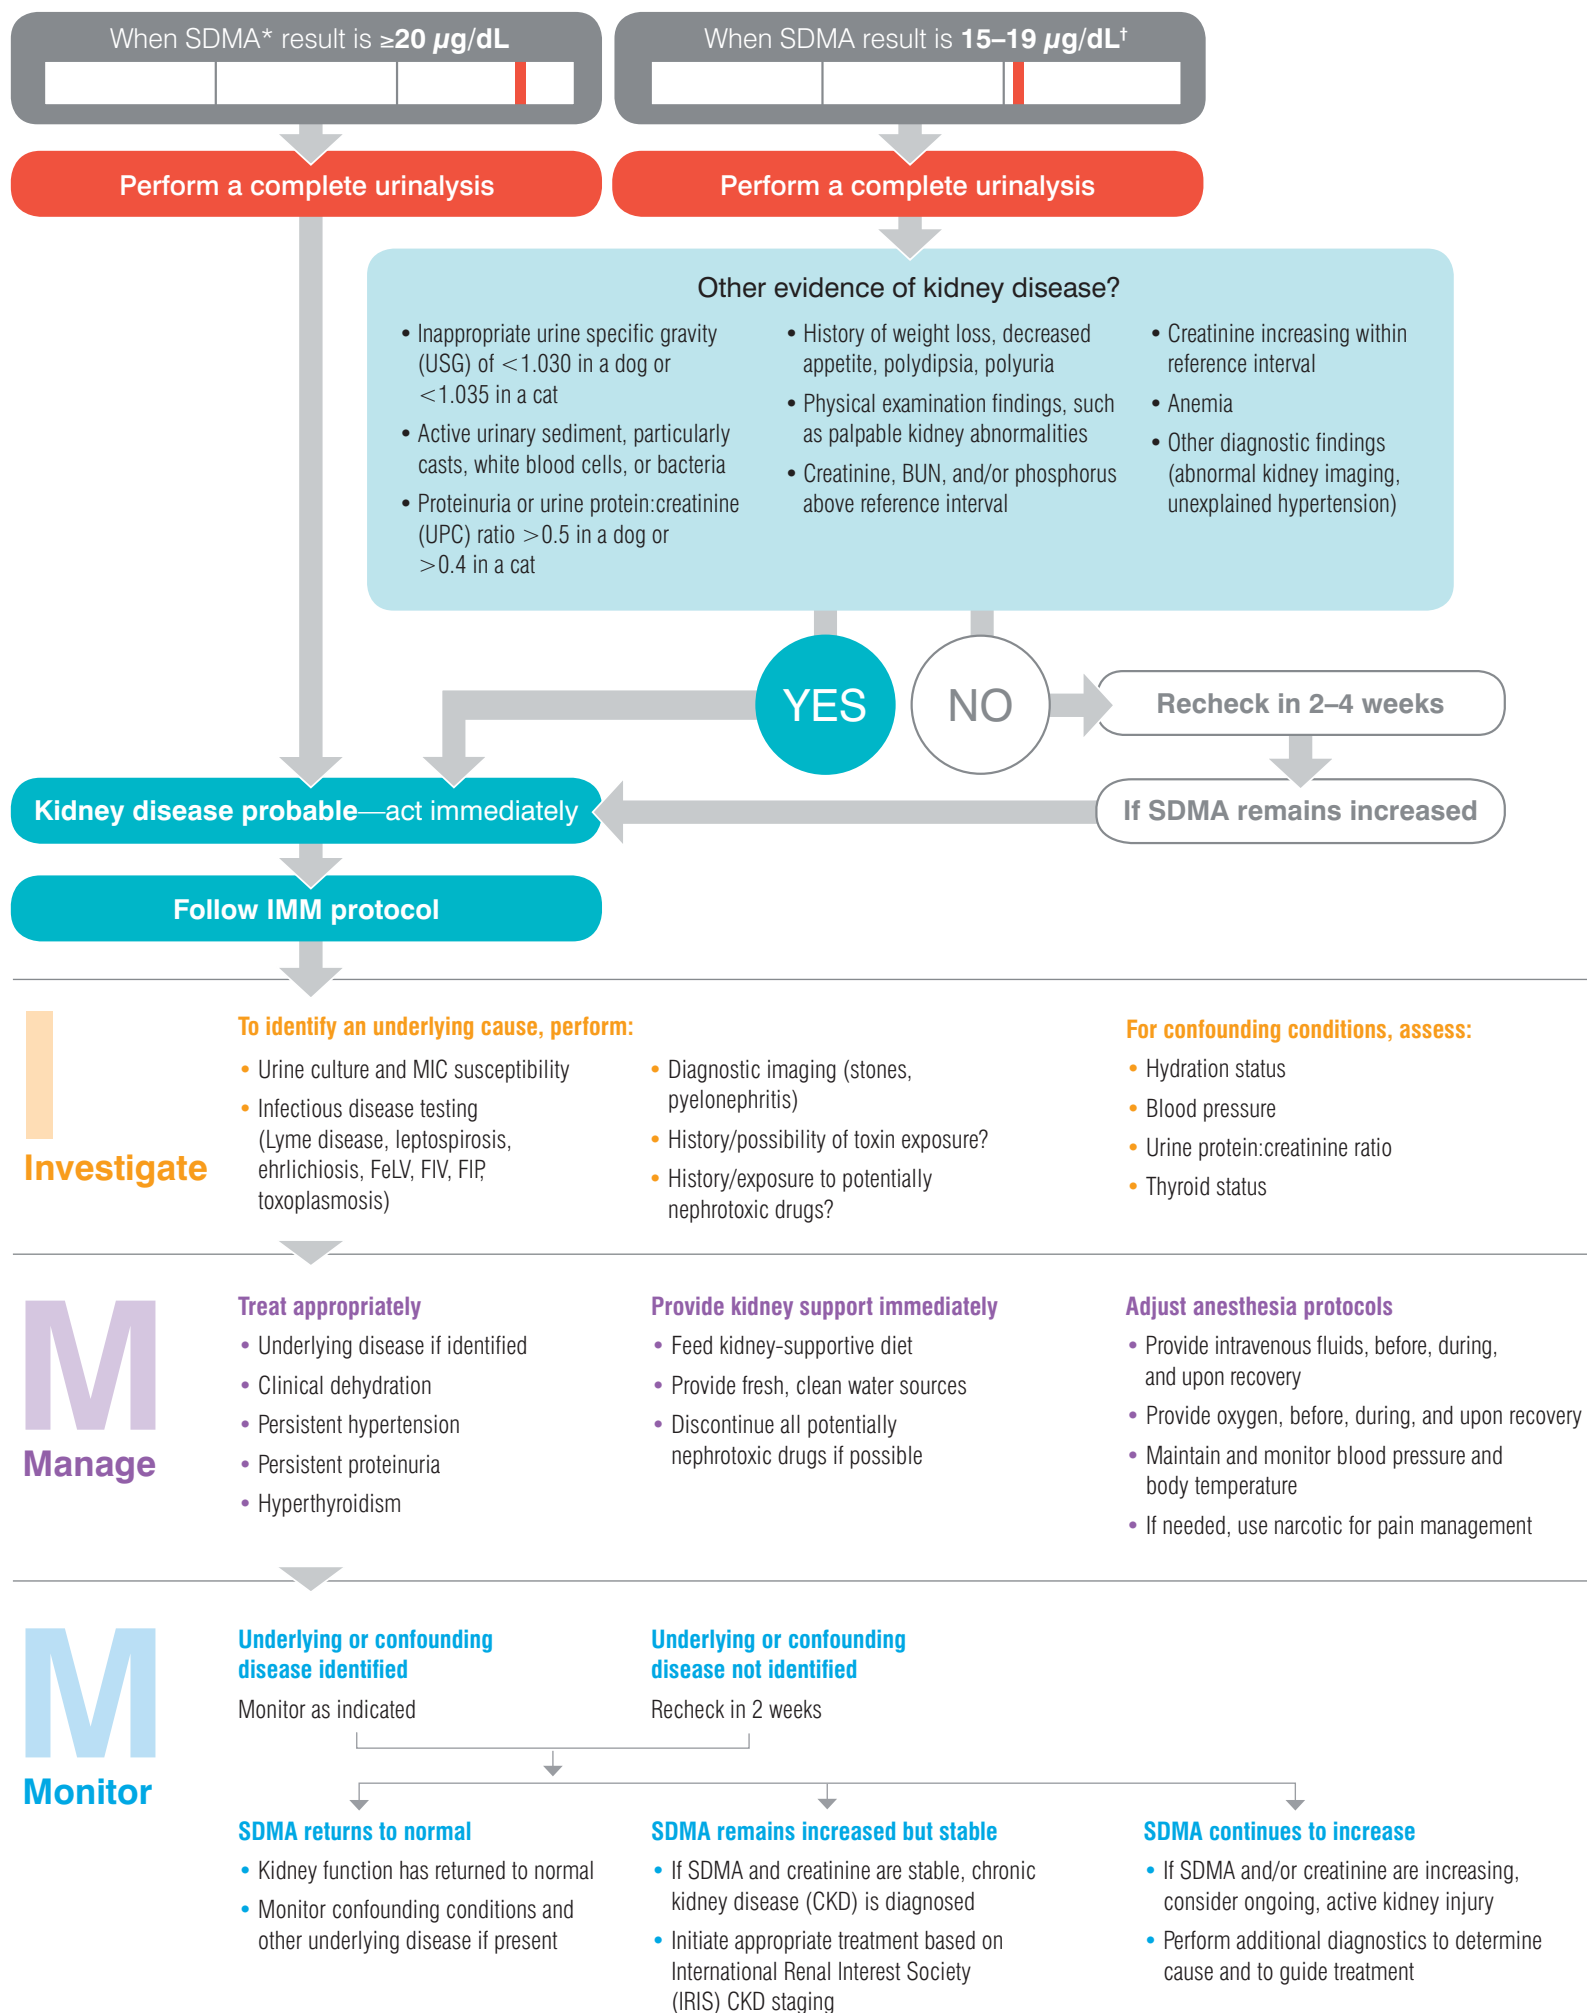 When SDMA* result is ≥20 µg/dL
When SDMA result is 15–19 µg/dL†
Perform a complete urinalysis
Perform a complete urinalysis
Other evidence of kidney disease?
• Inappropriate urine specific gravity
(USG) of <1.030 in a dog or
<1.035 in a cat
• Active urinary sediment, particularly
casts, white blood cells, or bacteria
• Proteinuria or urine protein:creatinine
(UPC) ratio >0.5 in a dog or
>0.4 in a cat
• History of weight loss, decreased
appetite, polydipsia, polyuria
• Physical examination findings, such
as palpable kidney abnormalities
• Creatinine, BUN, and/or phosphorus
above reference interval
• Creatinine increasing within
reference interval
• Anemia
• Other diagnostic findings
(abnormal kidney imaging,
unexplained hypertension)
YES
NO
Recheck in 2–4 weeks
Kidney disease probable—act immediately
If SDMA remains increased
Follow IMM protocol
I
Investigate
To identify an underlying cause, perform:
• Urine culture and MIC susceptibility
• Infectious disease testing
(Lyme disease, leptospirosis,
ehrlichiosis, FeLV, FIV, FIP,
toxoplasmosis)
• Diagnostic imaging (stones,
pyelonephritis)
• History/possibility of toxin exposure?
• History/exposure to potentially
nephrotoxic drugs?
For confounding conditions, assess:
• Hydration status
• Blood pressure
• Urine protein:creatinine ratio
• Thyroid status
M
Manage
Treat appropriately
• Underlying disease if identified
• Clinical dehydration
• Persistent hypertension
• Persistent proteinuria
• Hyperthyroidism
Provide kidney support immediately
• Feed kidney-supportive diet
• Provide fresh, clean water sources
• Discontinue all potentially
nephrotoxic drugs if possible
Adjust anesthesia protocols
• Provide intravenous fluids, before, during,
and upon recovery
• Provide oxygen, before, during, and upon recovery
• Maintain and monitor blood pressure and
body temperature
• If needed, use narcotic for pain management
M
Monitor
Underlying or confounding
disease identified
Monitor as indicated
Underlying or confounding
disease not identified
Recheck in 2 weeks
SDMA returns to normal
• Kidney function has returned to normal
• Monitor confounding conditions and
other underlying disease if present
SDMA remains increased but stable
• If SDMA and creatinine are stable, chronic
kidney disease (CKD) is diagnosed
• Initiate appropriate treatment based on
International Renal Interest Society
(IRIS) CKD staging
SDMA continues to increase
• If SDMA and/or creatinine are increasing,
consider ongoing, active kidney injury
• Perform additional diagnostics to determine
cause and to guide treatment